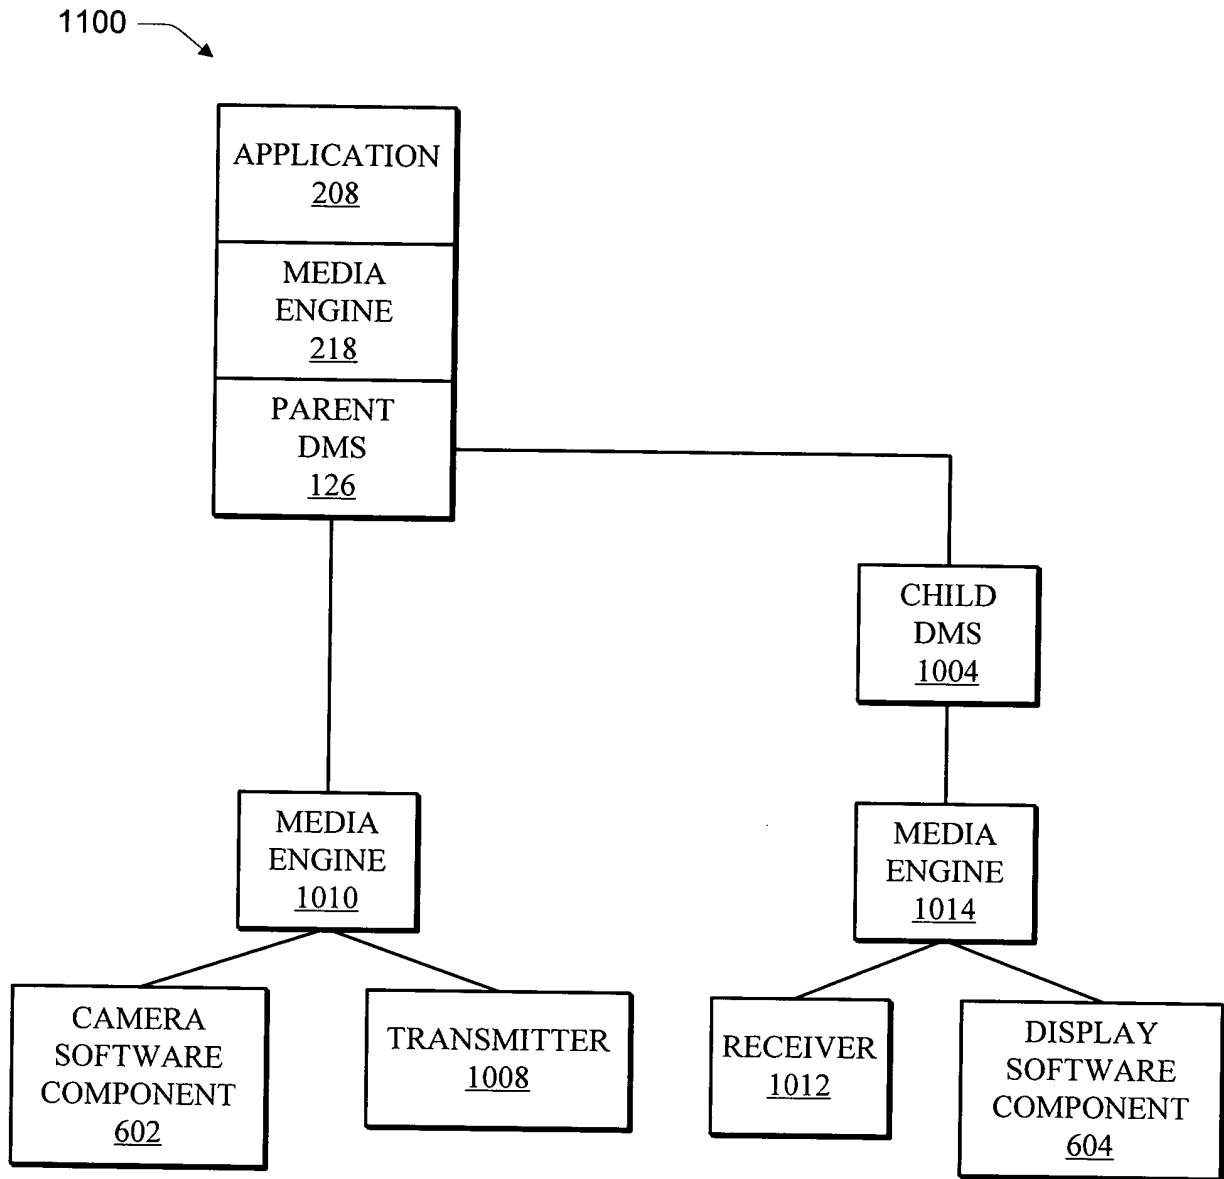 1100
APPLICATION
208
MEDIA
ENGINE
218
PARENT
DMS
126
CHILD
DMS
1004
MEDIA
ENGINE
1010
MEDIA
ENGINE
1014
CAMERA
SOFTWARE
COMPONENT
602
TRANSMITTER
1008
RECEIVER
1012
DISPLAY
SOFTWARE
COMPONENT
604